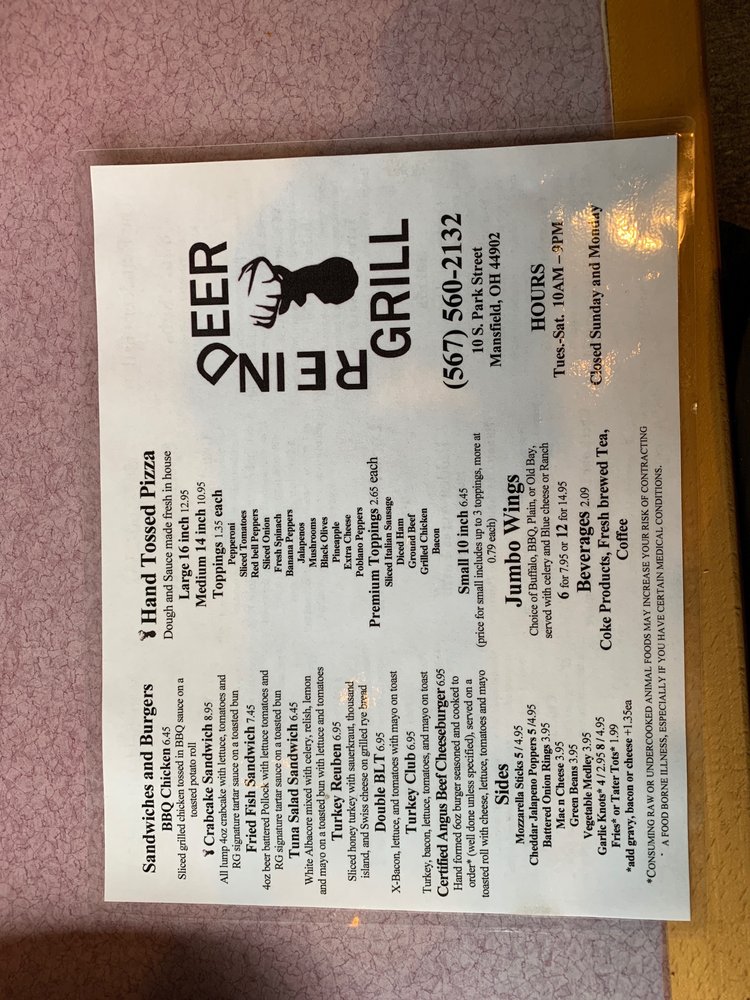 Sandwiches and Burgers
BBQ Chicken 6.45
Sliced grilled chicken tossed in BBQ sauce on a
toasted potato roll
Crabcake Sandwich 8.95
All lump 4oz crabcake with lettuce, tomatoes and
RG signature tartar sauce on a toasted bun
Fried Fish Sandwich 7.45
4oz beer battered Pollock with lettuce tomatoes and
RG signature tartar sauce on a toasted bun
Tuna Salad Sandwich 6.45
White Albacore mixed with celery, relish, lemon
and mayo on a toasted bun with lettuce and tomatoes
Turkey Reuben 6.95
Sliced honey turkey with sauerkraut, thousand
island, and Swiss cheese on grilled rye bread
Double BLT 6.95
X-Bacon, lettuce, and tomatoes with mayo on toast
Turkey Club 6.95
Turkey, bacon, lettuce, tomatoes, and mayo on toast
Certified Angus Beef Cheeseburger 6.95
Hand formed 6oz burger seasoned and cooked to
order* (well done unless specified), served on a
toasted roll with cheese, lettuce, tomatoes and mayo
Sides
Mozzarella Sticks 5 / 4.95
Cheddar Jalapeno Poppers 5 /4.95
Battered Onion Rings 3.95
Mac n Cheese 3.95
Green Beans 3.95
Vegetable Medley 3.95
Garlic Knots* 4 / 2.95 8 / 4.95
Fries* or Tater Tots* 1.99
*add gravy, bacon or cheese +1.35ea
Hand Tossed Pizza
Dough and Sauce made fresh in house
Large 16 inch 12.95
Medium 14 inch 10.95
Toppings 1.35 each
Pepperoni
Sliced Tomatoes
Red bell Peppers
Sliced Onion
Fresh Spinach
Banana Peppers
Jalapenos
Mushrooms
Black Olives
Pineapple
Extra Cheese
Poblano Peppers
Premium Toppings 2.65 each
Sliced Italian Sausage
Diced Ham
Ground Beef
Grilled Chicken
Bacon
Small 10 inch 6.45
(price for small includes up to 3 toppings, more at
0.79 each)
Jumbo Wings
Choice of Buffalo, BBQ, Plain, or Old Bay,
served with celery and Blue cheese or Ranch
6 for 7.95 or 12 for 14.95
Beverages 2.09
Coke Products, Fresh brewed Tea,
Coffee
*CONSUMING RAW OR UNDERCOOKED ANIMAL FOODS MAY INCREASE YOUR RISK OF CONTRACTING
A FOOD BORNE ILLNESS, ESPECIALLY IF YOU HAVE CERTAIN MEDICAL CONDITIONS.
REIN
DEER
GRILL
(567) 560-2132
10 S. Park Street
Mansfield, OH 44902
HOURS
Tues.-Sat. 10AM – 9PM
Closed Sunday and Monday